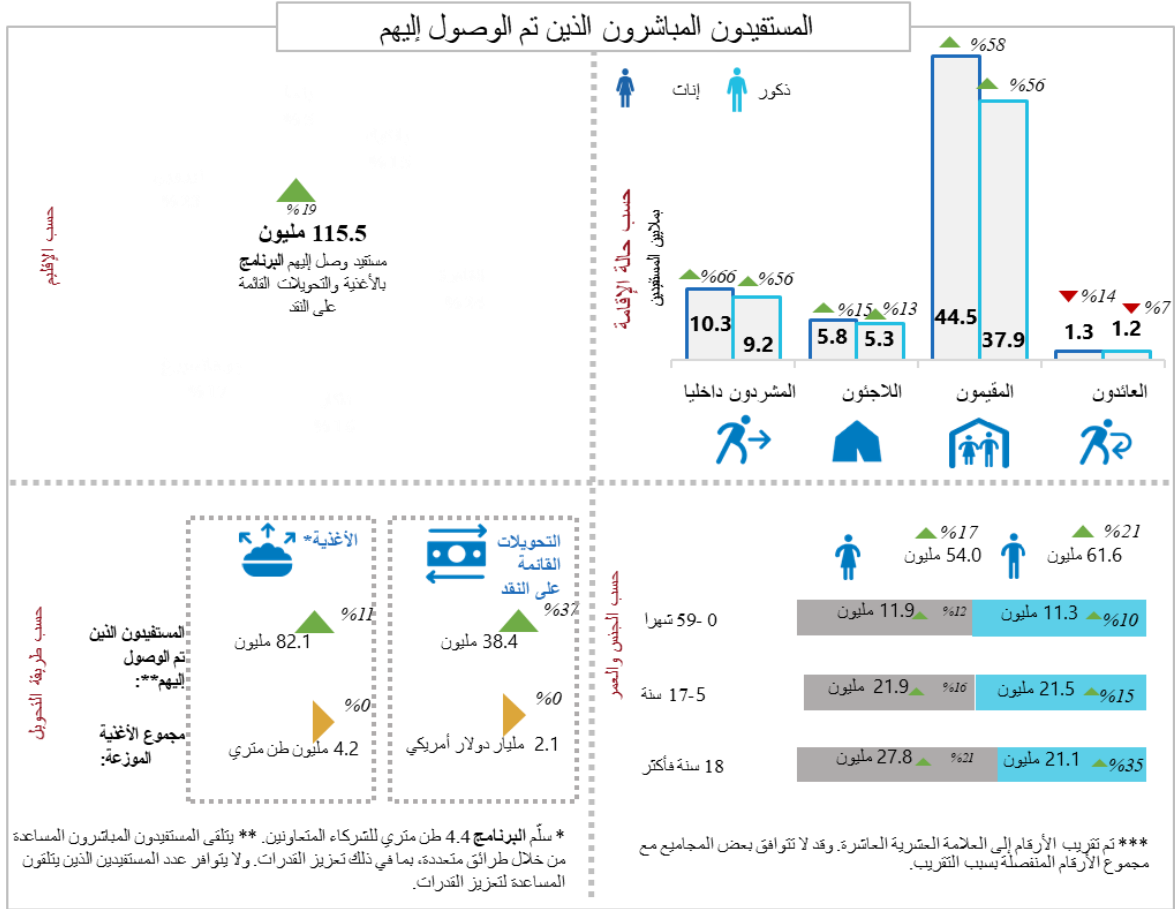 المستفيدون المباشرون الذين تم الوصول إليهم
ذكور
إناث
حسب حالة الإقامة
بملايين المستفيدين
%66
%56
10.3
9.2
المشردون داخليا
%15
%13
5.8
5.3
اللاجئون
%58
%56
44.5
37.9
المقيمون
%14
%7
1.3
1.2
العائدون
حسب الإقليم
%19
115.5 مليون
مستفيد وصل إليهم البرنامج
بالأغذية والتحويلات القائمة
على النقد
حسب الجنس والعمر
%21
61.6 مليون
%17
54.0 مليون
0 -59 شهرا
11.9 مليون %12
11.3 مليون %10
5-17 سنة
21.9 مليون %16
21.5 مليون %15
18 سنة فأكثر
27.8 مليون %21
21.1 مليون %35
*** تم تقريب الأرقام إلى العلامة العشرية العاشرة. وقد لا تتوافق بعض المجاميع مع
مجموع الأرقام المنفصلة بسبب التقريب.
حسب طريقة التحويل
التحويلات
القائمة
على النقد
الأغذية*
المستفيدون الذين
تم الوصول
إليهم**:
%37
38.4 مليون
%11
82.1 مليون
مجموع الأغذية
الموزعة:
%0
2.1 مليار دولار أمريكي
%0
4.2 مليون طن متري
* سلّم البرنامج 4.4 طن متري للشركاء المتعاونين. ** يتلقى المستفيدون المباشرون المساعدة
من خلال طرائق متعددة، بما في ذلك تعزيز القدرات. ولا يتوافر عدد المستفيدين الذين يتلقون
المساعدة لتعزيز القدرات.